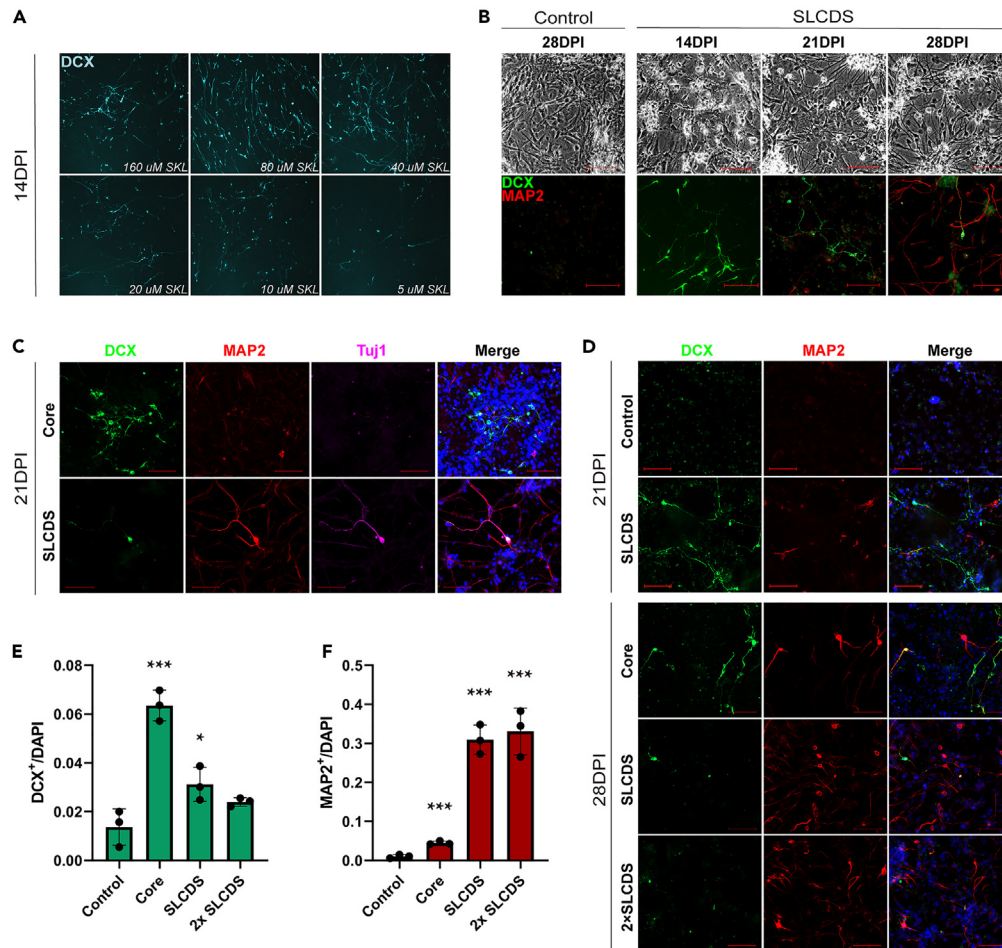 A
DCX
14DPI
160 uM SKL
80 uM SKL
40 uM SKL
20 uM SKL
10 uM SKL
5 uM SKL
B
Control
SLCDS
28DPI
14DPI
21DPI
28DPI
DCX
MAP2
C
DCX
MAP2
Tuj1
Merge
21DPI
Core
SLCDS
D
DCX
MAP2
Merge
21DPI
Control
SLCDS
28DPI
Core
SLCDS
2×SLCDS
E
DCX+/DAPI
0.08
0.06
0.04
0.02
0.00
***
*
Control
Core
SLCDS
2x SLCDS
F
MAP2+/DAPI
0.5
0.4
0.3
0.2
0.1
0.0
***
***
***
Control
Core
SLCDS
2x SLCDS